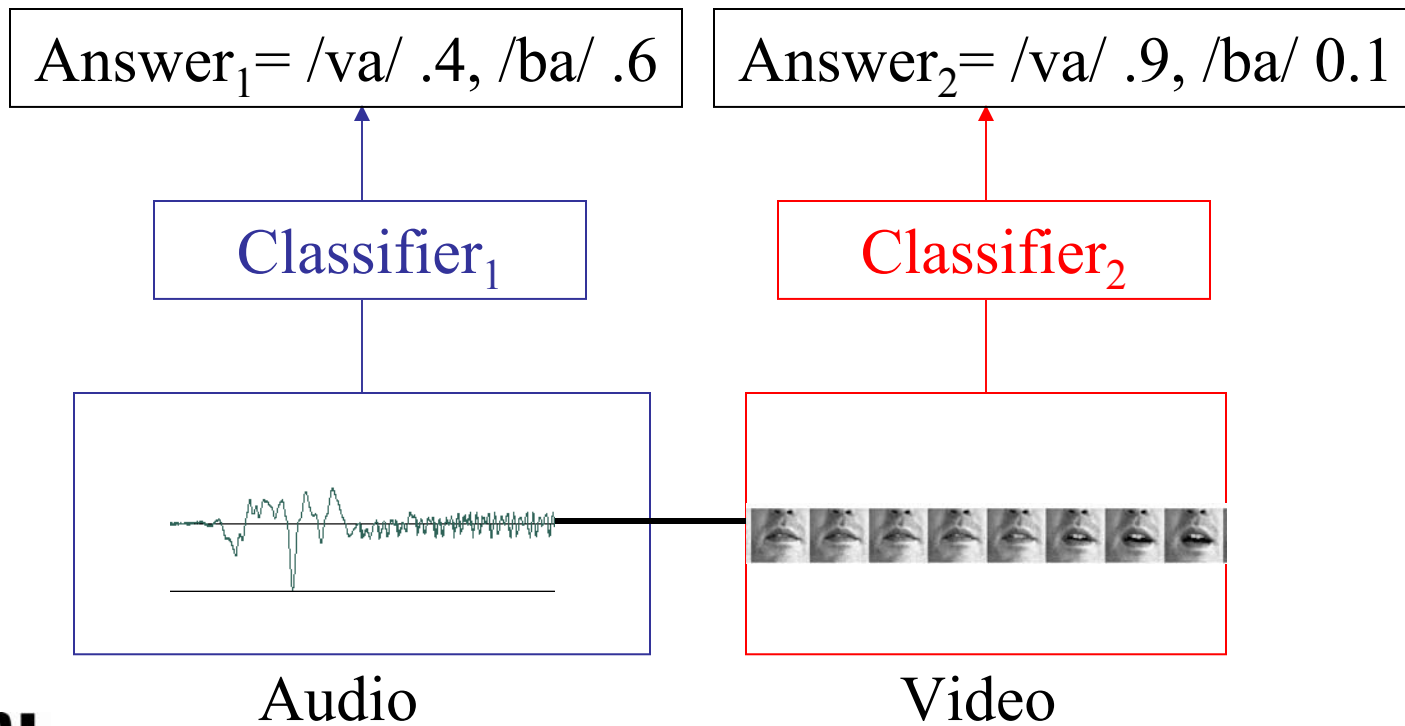 Answer₁= /va/ .4, /ba/ .6
Answer₂= /va/ .9, /ba/ 0.1
Classifier₁
Classifier₂
Audio
Video